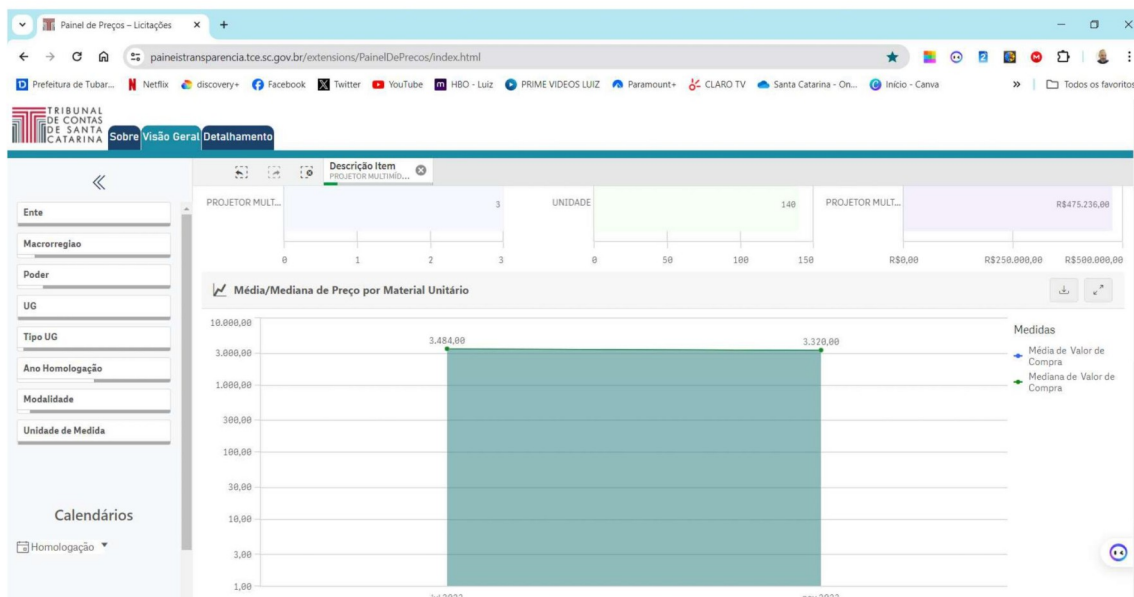 Painel de Preços – Licitações
paineistransparencia.tce.sc.gov.br/extensions/PainelDePrecos/index.html
Prefeitura de Tubar... Netflix discovery+ Facebook Twitter YouTube HBO - Luiz PRIME VIDEOS LUIZ Paramount+ CLARO TV Santa Catarina - On... Início - Canva » Todos os favoritos
TRIBUNAL
DE CONTAS
DE SANTA
CATARINA
Sobre Visão Geral Detalhamento
Descrição Item
PROJETOR MULTIMÍD...
Ente
Macrorregiao
Poder
UG
Tipo UG
Ano Homologação
Modalidade
Unidade de Medida
Calendários
Homologação
PROJETOR MULT... 3
0 1 2 3
UNIDADE 140
0 50 100 150
PROJETOR MULT... R$475.236,00
R$0,00 R$250.000,00 R$500.000,00
Média/Mediana de Preço por Material Unitário
10.000,00
3.000,00
1.000,00
300,00
100,00
30,00
10,00
3,00
1,00
3.484,00 3.320,00
Medidas
Média de Valor de
Compra
Mediana de Valor de
Compra